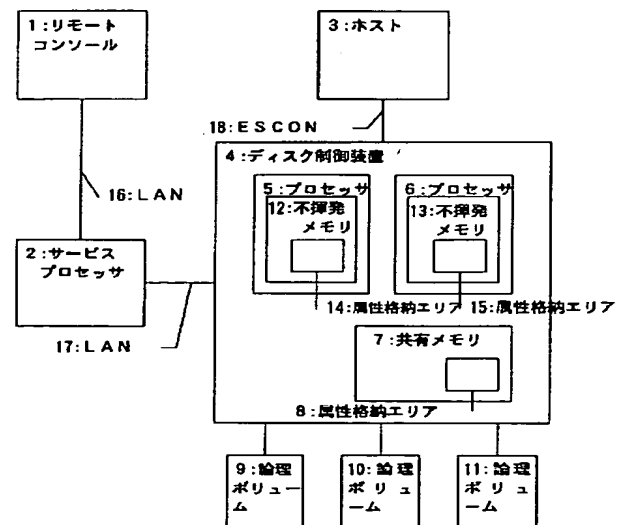 1:リモート
コンソール
3:ホスト
18:ESCON
4:ディスク制御装置
5:プロセッサ
6:プロセッサ
12:不揮発
メモリ
13:不揮発
メモリ
16:LAN
2:サービス
プロセッサ
14:属性格納エリア
15:属性格納エリア
17:LAN
7:共有メモリ
8:属性格納エリア
9:論理
ボリュー
ム
10:論理
ボリュ
ーム
11:論理
ボリュ
ーム